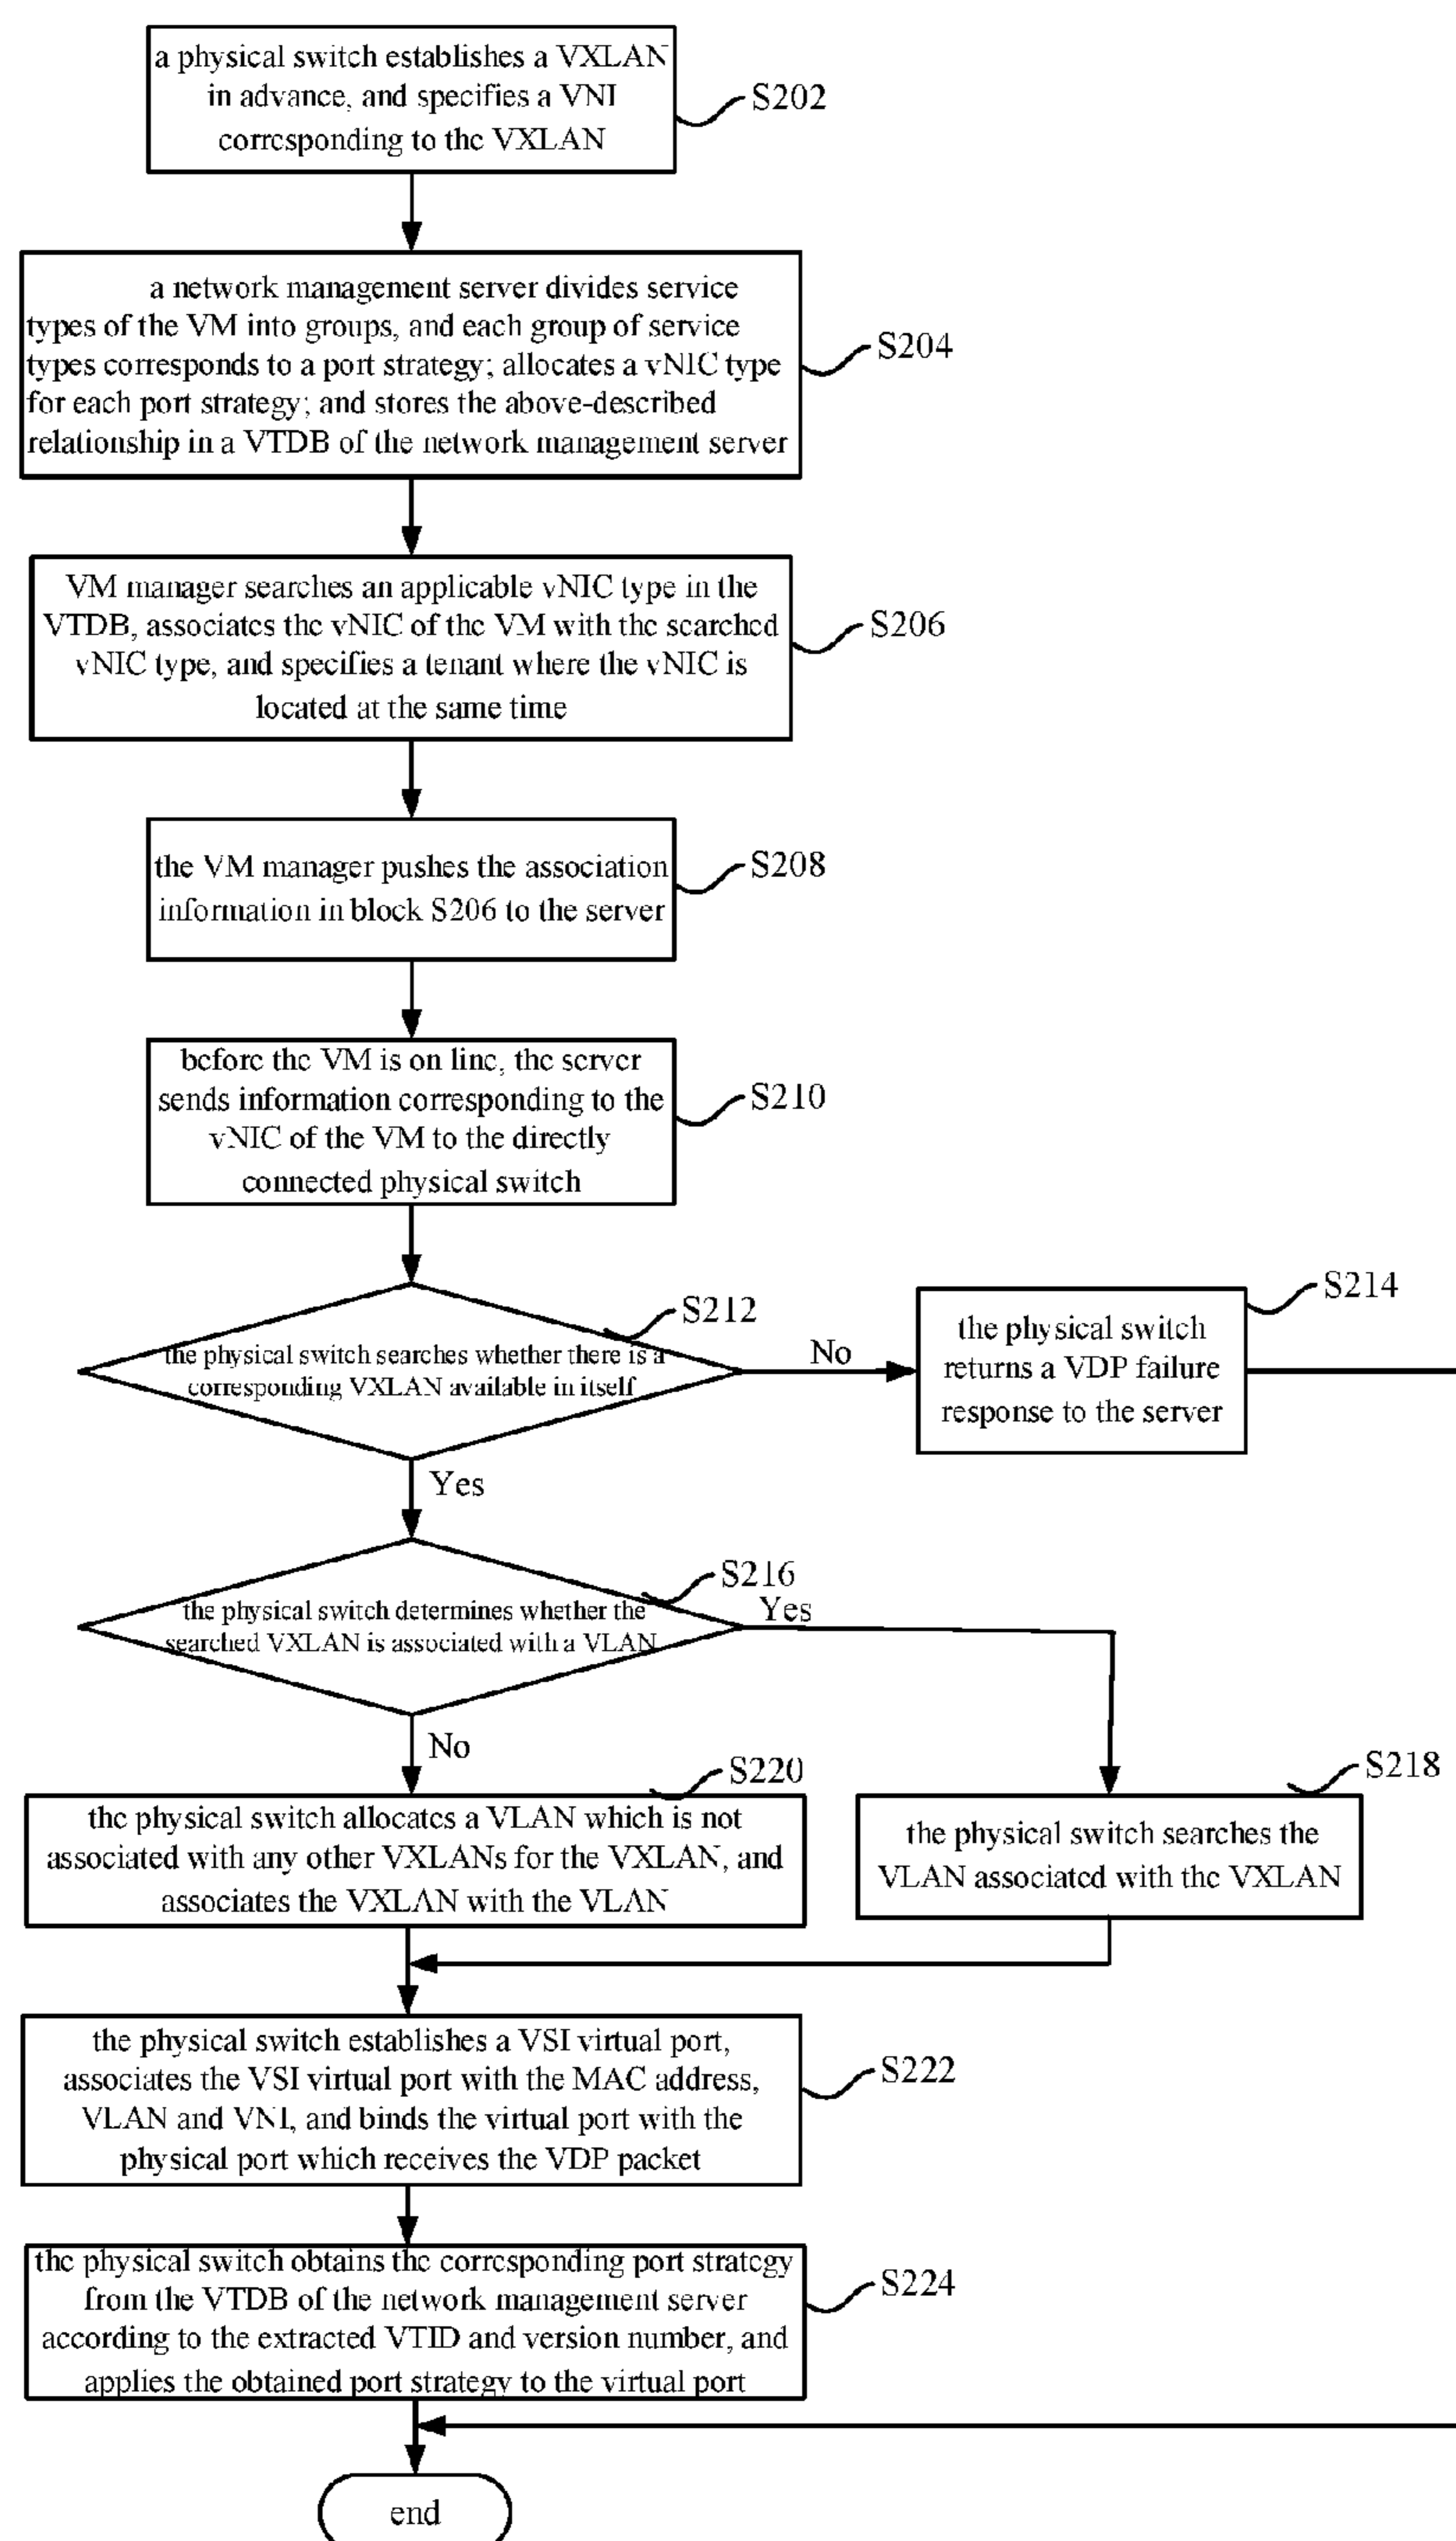 a physical switch establishes a VXLAN
in advance, and specifies a VNI
corresponding to the VXLAN
S202
a network management server divides service
types of the VM into groups, and each group of service
types corresponds to a port strategy; allocates a vNIC type
for each port strategy; and stores the above-described
relationship in a VTDB of the network management server
S204
VM manager searches an applicable vNIC type in the
VTDB, associates the vNIC of the VM with the searched
vNIC type, and specifies a tenant where the vNIC is
located at the same time
S206
the VM manager pushes the association
information in block S206 to the server
S208
before the VM is on line, the server
sends information corresponding to the
vNIC of the VM to the directly
connected physical switch
S210
the physical switch searches whether there is a
corresponding VXLAN available in itself
S212
No
the physical switch
returns a VDP failure
response to the server
S214
Yes
the physical switch determines whether the
searched VXLAN is associated with a VLAN
S216
Yes
No
the physical switch allocates a VLAN which is not
associated with any other VXLANs for the VXLAN, and
associates the VXLAN with the VLAN
S220
the physical switch searches the
VLAN associated with the VXLAN
S218
the physical switch establishes a VSI virtual port,
associates the VSI virtual port with the MAC address,
VLAN and VNI, and binds the virtual port with the
physical port which receives the VDP packet
S222
the physical switch obtains the corresponding port strategy
from the VTDB of the network management server
according to the extracted VTID and version number, and
applies the obtained port strategy to the virtual port
S224
end